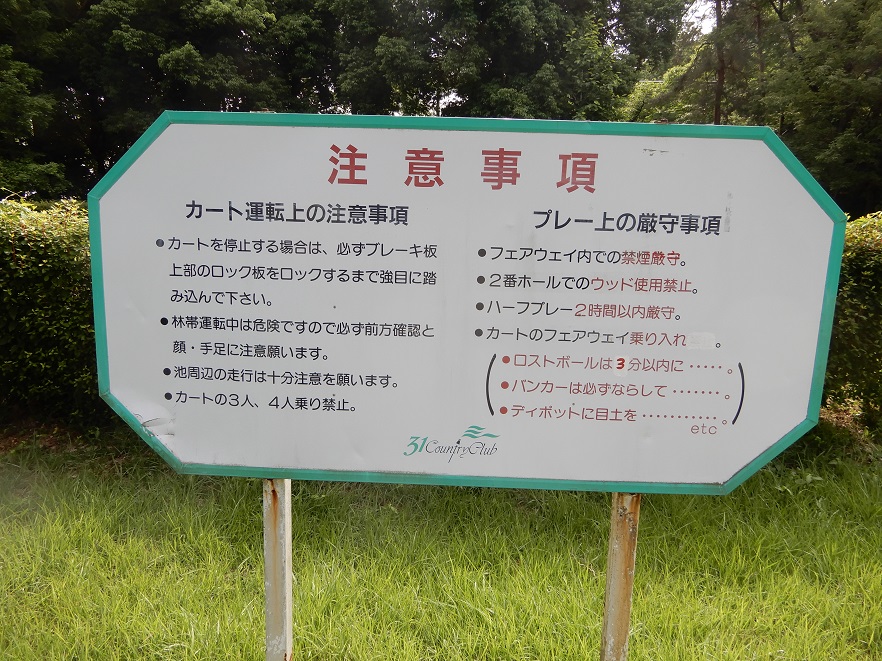 注意事項
カート運転上の注意事項
●カートを停止する場合は、必ずブレーキ板
上部のロック板をロックするまで強目に踏
み込んで下さい。
●林帯運転中は危険ですので必ず前方確認と
顔・手足に注意願います。
●池周辺の走行は十分注意を願います。
●カートの3人、4人乗り禁止。
プレー上の厳守事項
●フェアウェイ内での禁煙厳守。
●2番ホールでのウッド使用禁止。
●ハーフプレー2時間以内厳守。
●カートのフェアウェイ乗り入れ 。
●ロストボールは3分以内に‥‥‥。
●バンカーは必ずならして‥‥‥‥。
●ディボットに目土を‥‥‥‥‥‥。
etc
31 Country Club